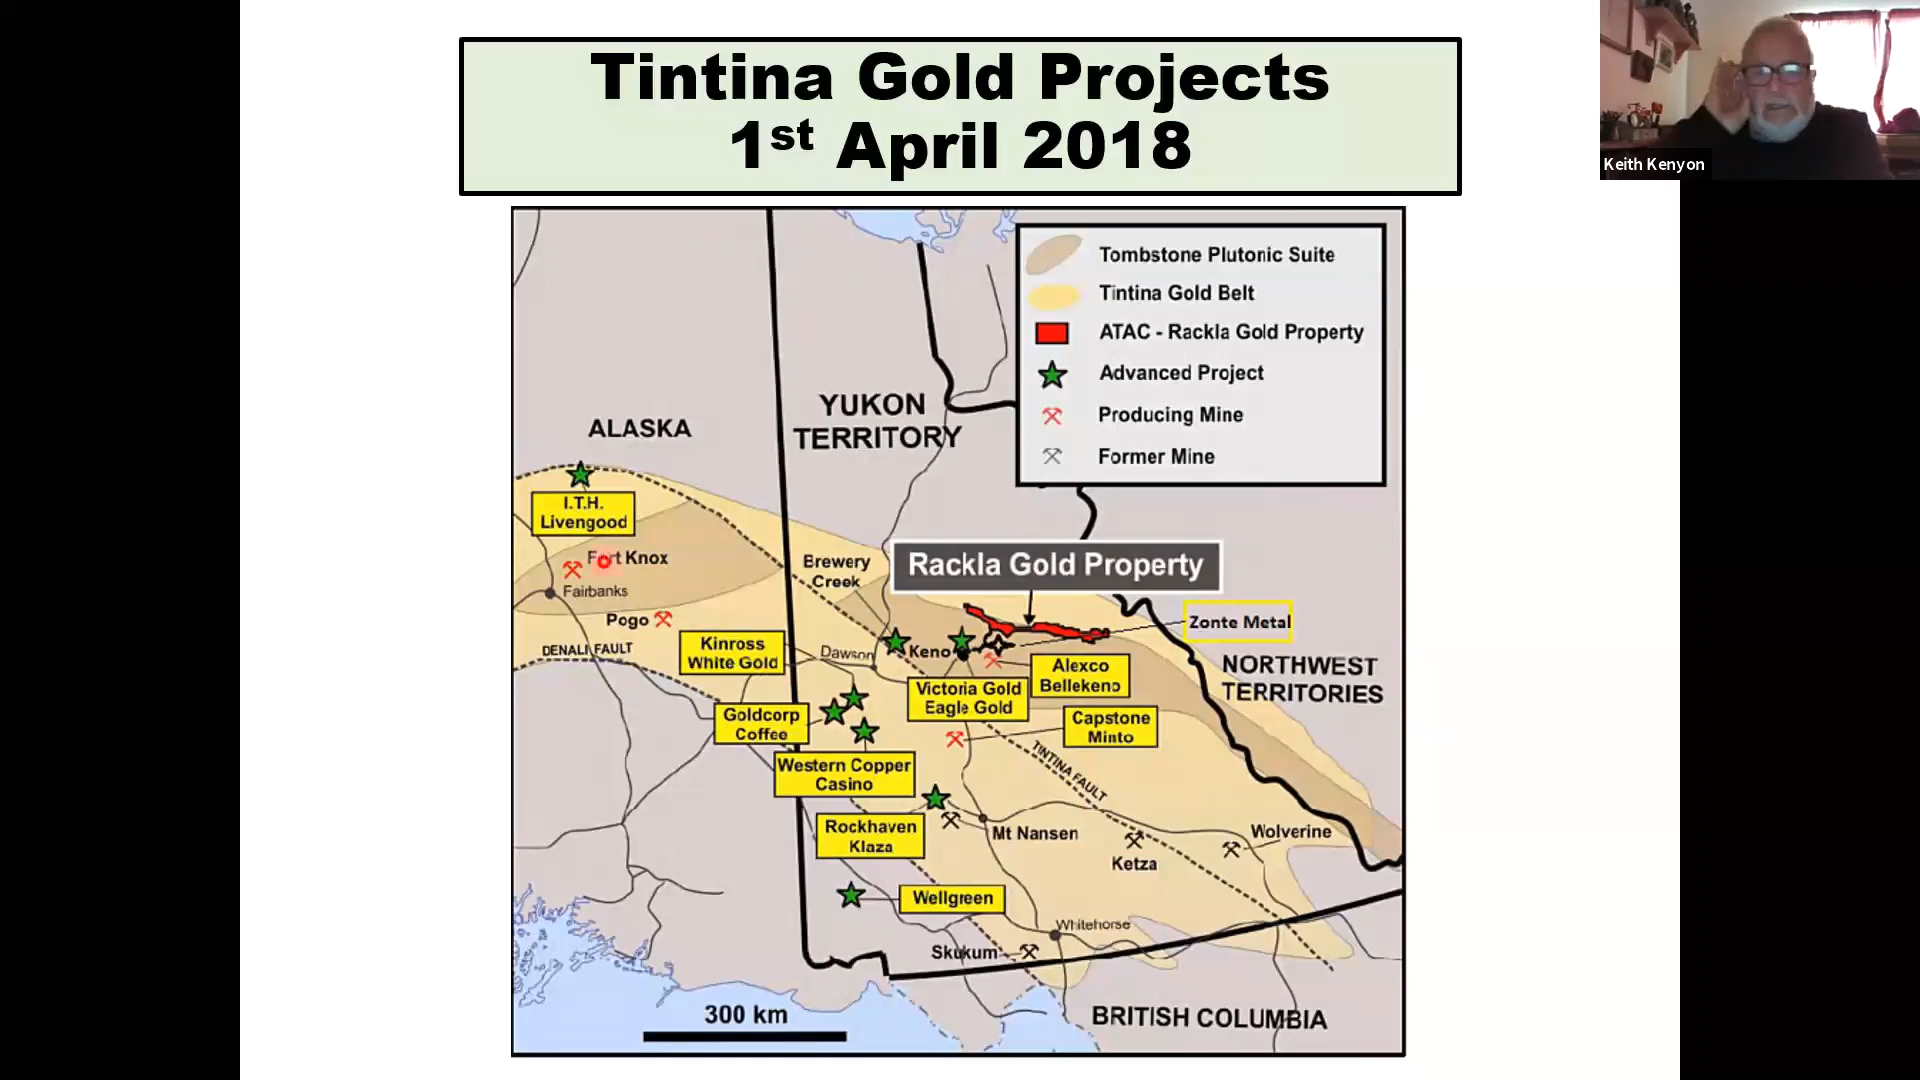 Tintina Gold Projects
1st April 2018
Keith Kenyon
Tombstone Plutonic Suite
Tintina Gold Belt
ATAC - Rackla Gold Property
Advanced Project
Producing Mine
Former Mine
YUKON
TERRITORY
ALASKA
I.T.H.
Livengood
Fort Knox
Fairbanks
Pogo
DENALI FAULT
Brewery
Creek
Rackla Gold Property
Zonte Metal
NORTHWEST
TERRITORIES
Kinross
White Gold
Dawson
Keno
Alexco
Bellekeno
Victoria Gold
Eagle Gold
Goldcorp
Coffee
Capstone
Minto
TINTINA FAULT
Western Copper
Casino
Rockhaven
Klaza
Mt Nansen
Ketza
Wolverine
Wellgreen
Whitehorse
Skukum
300 km
BRITISH COLUMBIA